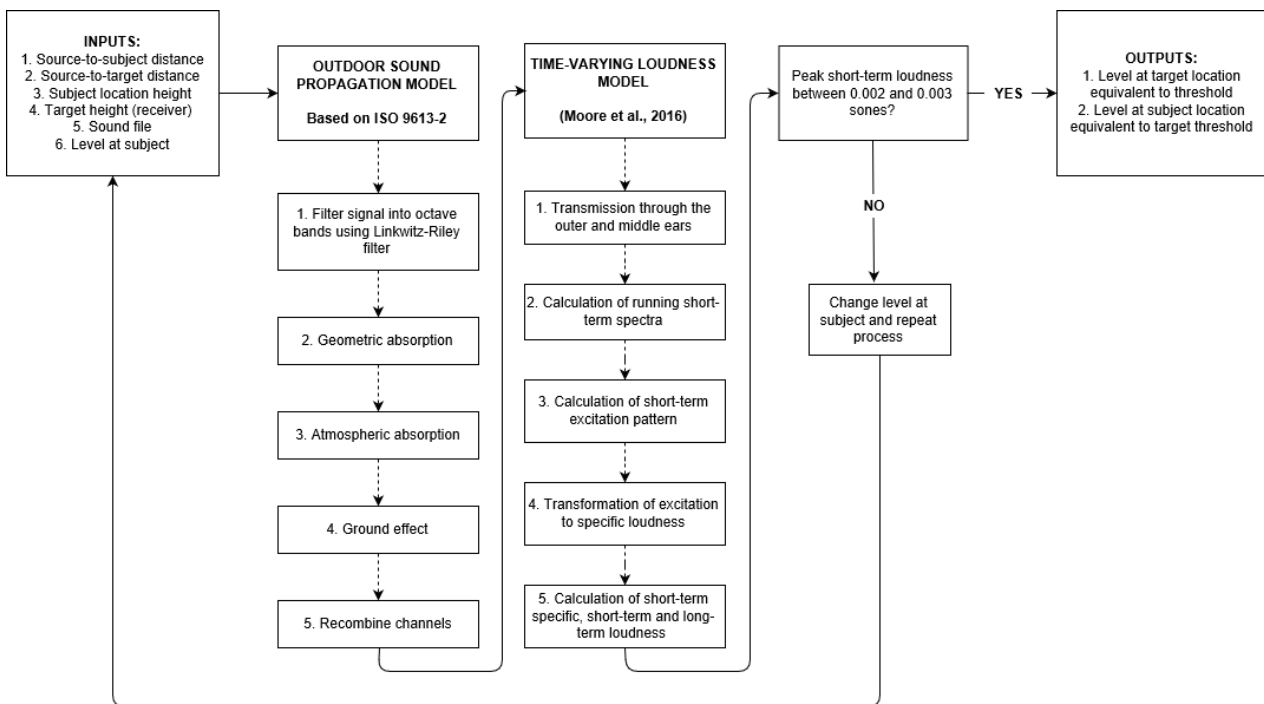 INPUTS:
1. Source-to-subject distance
2. Source-to-target distance
3. Subject location height
4. Target height (receiver)
5. Sound file
6. Level at subject
OUTDOOR SOUND
PROPAGATION MODEL
Based on ISO 9613-2
1. Filter signal into octave
bands using Linkwitz-Riley
filter
2. Geometric absorption
3. Atmospheric absorption
4. Ground effect
5. Recombine channels
TIME-VARYING LOUDNESS
MODEL
(Moore et al., 2016)
1. Transmission through the
outer and middle ears
2. Calculation of running short-
term spectra
3. Calculation of short-term
excitation pattern
4. Transformation of excitation
to specific loudness
5. Calculation of short-term
specific, short-term and long-
term loudness
Peak short-term loudness
between 0.002 and 0.003
sones?
YES
NO
Change level at
subject and repeat
process
OUTPUTS:
1. Level at target location
equivalent to threshold
2. Level at subject location
equivalent to target threshold